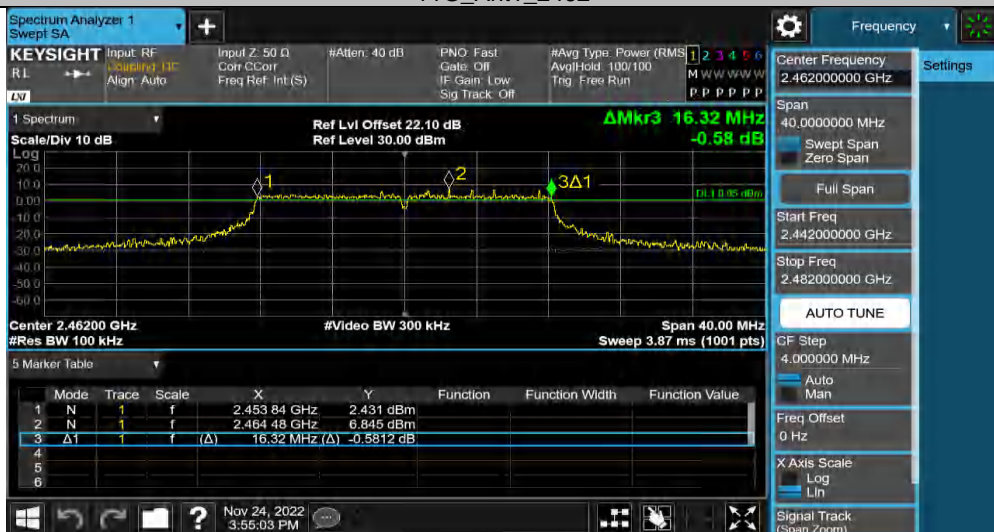 Spectrum Analyzer 1
Swept SA
+
Frequency
KEYSIGHT
RL
LXI
Input: RF
Coupling: DC
Align: Auto
Input Z: 50 Ω
Corr CCorr
Freq Ref: Int (S)
#Atten: 40 dB
PNO: Fast
Gate: Off
IF Gain: Low
Sig Track: Off
#Avg Type: Power (RMS
Avg|Hold: 100/100
Trig: Free Run
1 2 3 4 5 6
M W W W W W
P P P P P P
Center Frequency
2.462000000 GHz
Settings
Span
40.0000000 MHz
Swept Span
Zero Span
Full Span
Start Freq
2.442000000 GHz
Stop Freq
2.482000000 GHz
AUTO TUNE
CF Step
4.000000 MHz
Auto
Man
Freq Offset
0 Hz
X Axis Scale
Log
Lin
Signal Track
(Span Zoom)
1 Spectrum
Scale/Div 10 dB
Ref Lvl Offset 22.10 dB
Ref Level 30.00 dBm
ΔMkr3 16.32 MHz
-0.58 dB
Log
20.0
10.0
0.00
-10.0
-20.0
-30.0
-40.0
-50.0
-60.0
1
2
3Δ1
DL1 0.85 dBm
Center 2.46200 GHz
#Video BW 300 kHz
Span 40.00 MHz
#Res BW 100 kHz
Sweep 3.87 ms (1001 pts)
5 Marker Table
Mode Trace Scale X Y Function Function Width Function Value
1 N 1 f 2.453 84 GHz 2.431 dBm
2 N 1 f 2.464 48 GHz 6.845 dBm
3 Δ1 1 f (Δ) 16.32 MHz (Δ) -0.5812 dB
4
5
6
?
Nov 24, 2022
3:55:03 PM